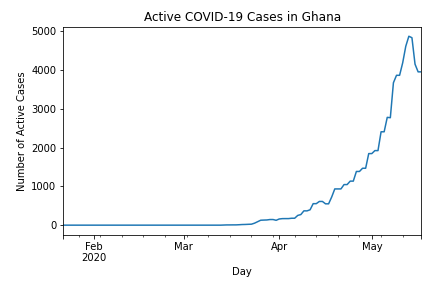 Active COVID-19 Cases in Ghana
Number of Active Cases
5000
4000
3000
2000
1000
0
Feb
2020
Mar
Apr
May
Day